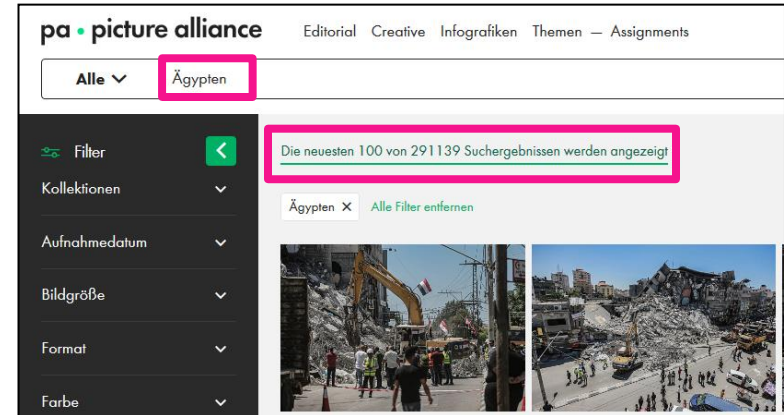 pa • picture alliance Editorial Creative Infografiken Themen — Assignments
Alle Ägypten
Filter
Die neuesten 100 von 291139 Suchergebnissen werden angezeigt
Kollektionen
Ägypten × Alle Filter entfernen
Aufnahmedatum
Bildgröße
Format
Farbe